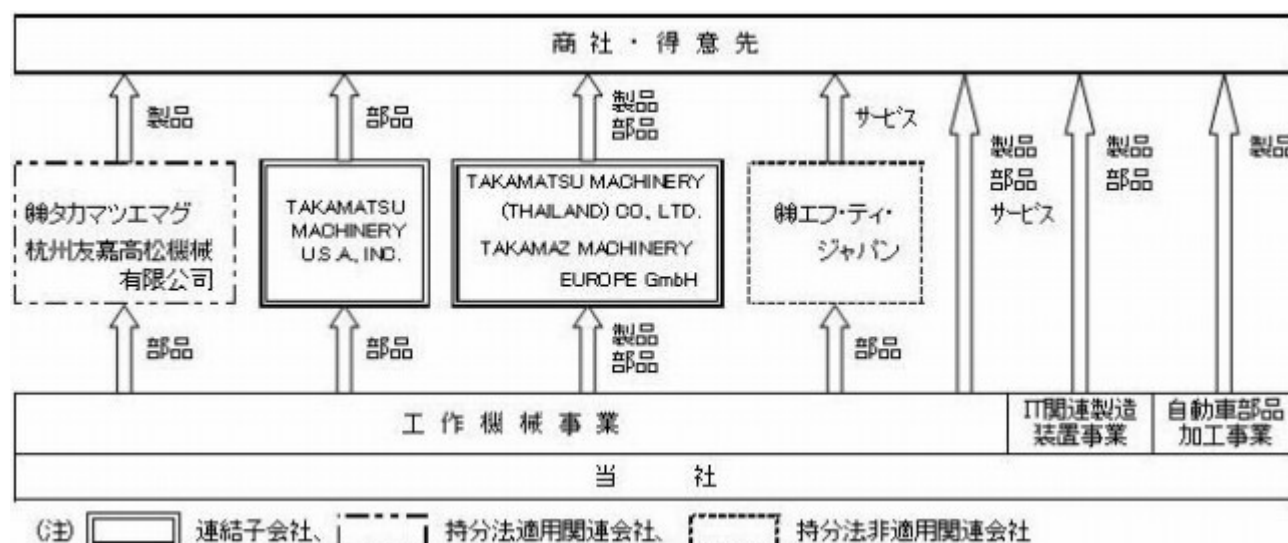 商社・得意先
製品
部品
製品
部品
サービス
製品
部品
サービス
製品
部品
製品
㈱タカマツエマグ
杭州友嘉高松機械
有限公司
TAKAMATSU
MACHINERY
U.S.A., INC.
TAKAMATSU MACHINERY
(THAILAND) CO., LTD.
TAKAMAZ MACHINERY
EUROPE GmbH
㈱エフ・ティ・
ジャパン
部品
部品
製品
部品
部品
工作機械事業
IT関連製造
装置事業
自動車部品
加工事業
当社
(注) 連結子会社、 持分法適用関連会社、 持分法非適用関連会社